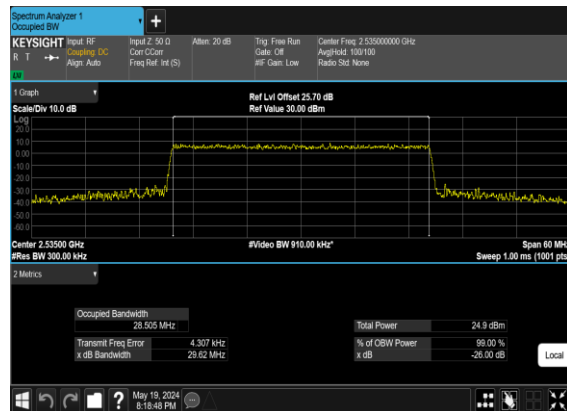 Spectrum Analyzer 1
Occupied BW
KEYSIGHT
R T
Input: RF
Coupling: DC
Align: Auto
Input Z: 50 Ω
Corr CCorr
Freq Ref: Int (S)
Atten: 20 dB
Trig: Free Run
Gate: Off
#IF Gain: Low
Center Freq: 2.535000000 GHz
Avg|Hold: 100/100
Radio Std: None
1 Graph
Scale/Div 10.0 dB
Ref Lvl Offset 25.70 dB
Ref Value 30.00 dBm
Log
20.0
10.0
0.00
-10.0
-20.0
-30.0
-40.0
-50.0
-60.0
Center 2.53500 GHz
#Res BW 300.00 kHz
#Video BW 910.00 kHz*
Span 60 MHz
Sweep 1.00 ms (1001 pts)
2 Metrics
Occupied Bandwidth
28.505 MHz
Transmit Freq Error 4.307 kHz
x dB Bandwidth 29.62 MHz
Total Power 24.9 dBm
% of OBW Power 99.00 %
x dB -26.00 dB
Local
?
May 19, 2024
8:18:48 PM